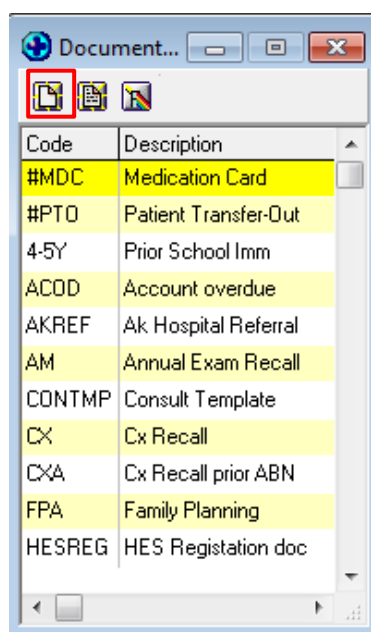 Document...
Code Description
#MDC Medication Card
#PTO Patient Transfer-Out
4-5Y Prior School Imm
ACOD Account overdue
AKREF Ak Hospital Referral
AM Annual Exam Recall
CONTMP Consult Template
CX Cx Recall
CXA Cx Recall prior ABN
FPA Family Planning
HESREG HES Registation doc